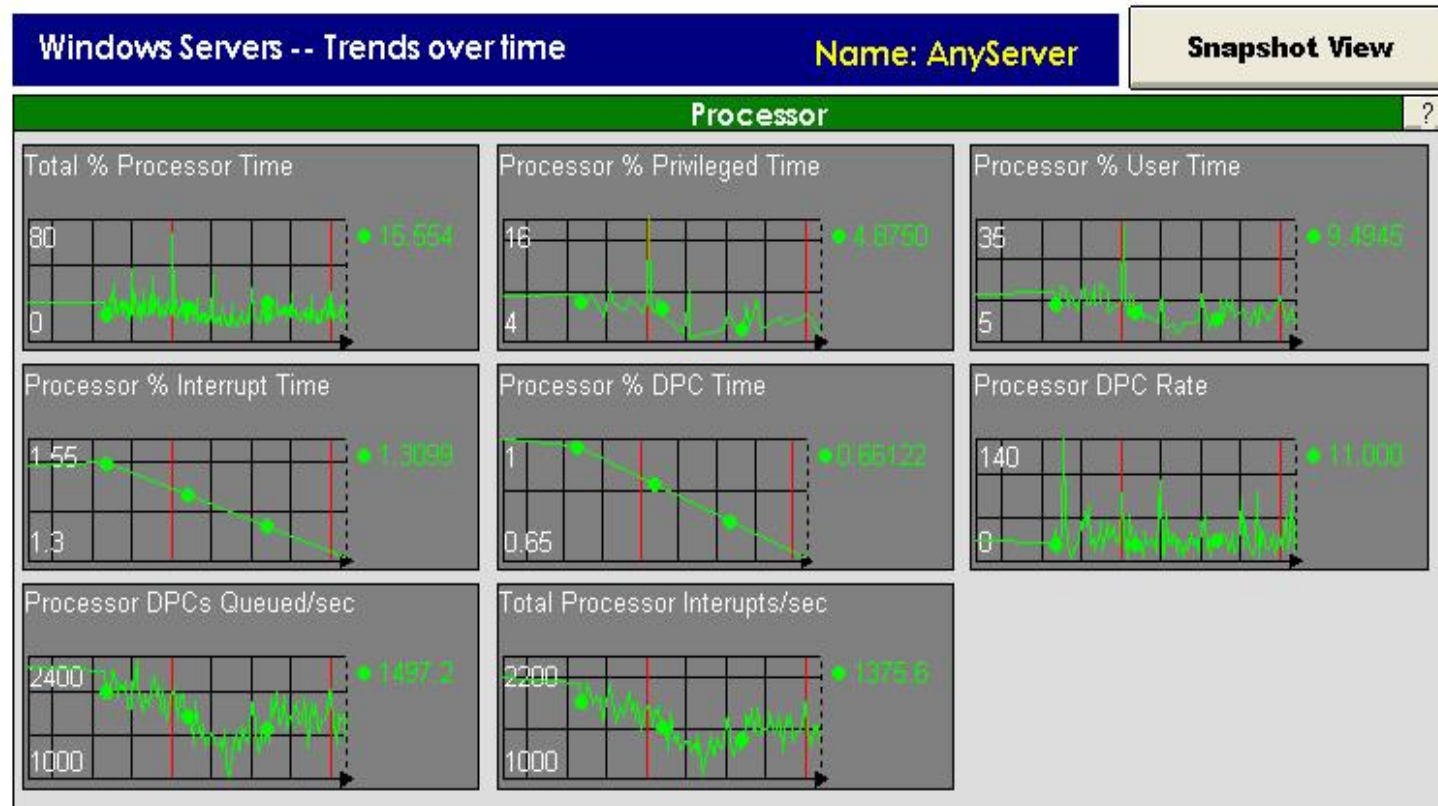 Windows Servers -- Trends over time
Name: AnyServer
Snapshot View
Processor
?
Total % Processor Time
80
0
15.554
Processor % Privileged Time
16
4
4.8750
Processor % User Time
35
5
9.4945
Processor % Interrupt Time
1.55
1.3
1.3099
Processor % DPC Time
1
0.65
0.66122
Processor DPC Rate
140
0
11.000
Processor DPCs Queued/sec
2400
1000
1497.2
Total Processor Interupts/sec
2200
1000
1375.6